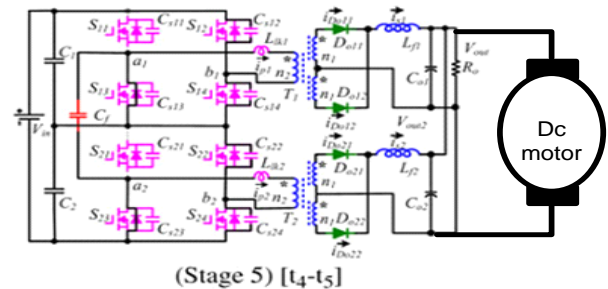 S11 Cs11 S12 Cs12 iDo11 is1
C1 Llk1 Do11 Lf1 Vout
a1 ip1 n1
b1 n2 Co1 Ro
S13 Cs13 S14 Cs14 T1 n1 Do12
Cf iDo12 Vout2
Vin iDo21 is2
S21 Cs21 S22 Cs22
Llk2 Do21 Lf2
C2 a2 ip2 n1
b2 n2 Co2
S23 Cs23 S24 Cs24 T2 n1 Do22
iDo22
Dc
motor
(Stage 5) [t4-t5]